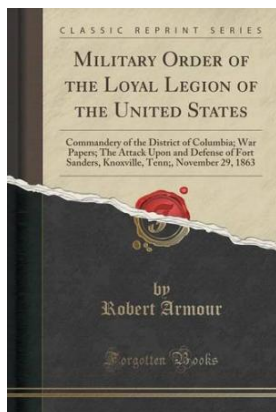 CLASSIC REPRINT SERIES
MILITARY ORDER OF
THE LOYAL LEGION OF
THE UNITED STATES
Commandery of the District of Columbia; War
Papers; The Attack Upon and Defense of Fort
Sanders, Knoxville, Tenn;, November 29, 1863
by
Robert Armour
Forgotten Books